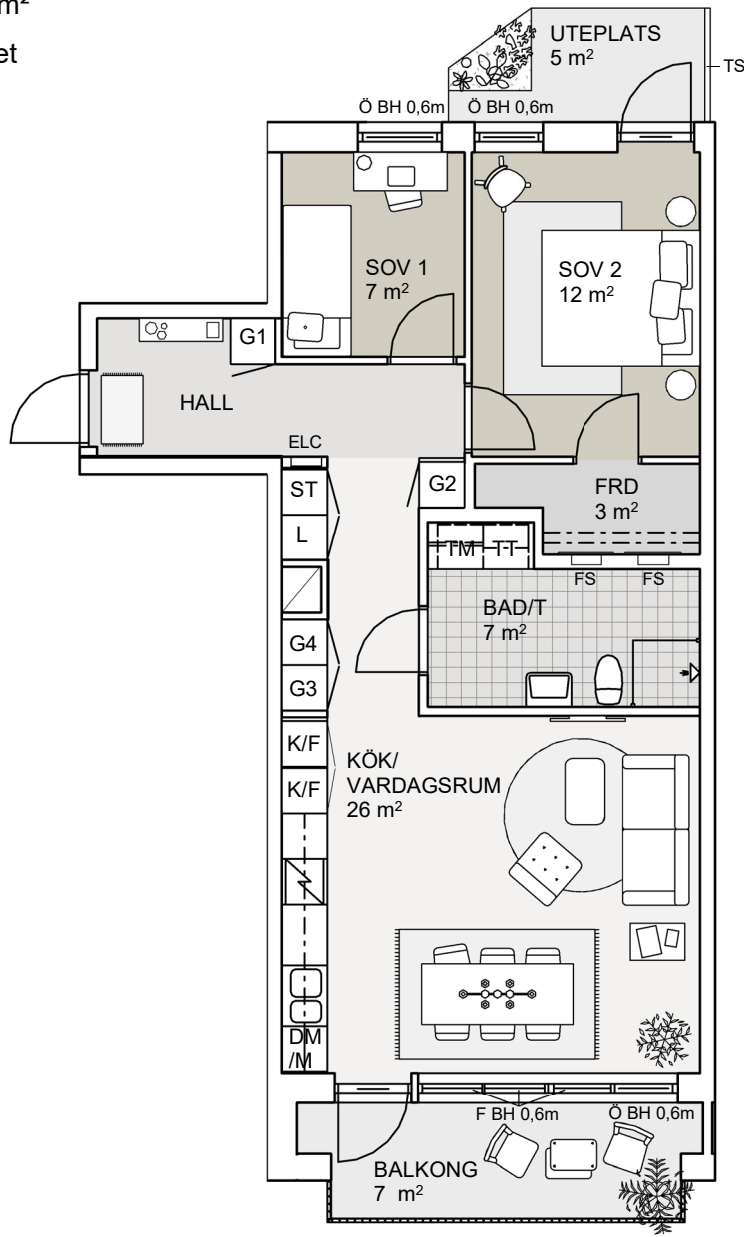 m²
et
UTEPLATS
5 m²
TS
Ö BH 0,6m
Ö BH 0,6m
SOV 1
7 m²
SOV 2
12 m²
G1
HALL
ELC
ST
G2
FRD
3 m²
L
TM
TT
FS
FS
BAD/T
7 m²
G4
G3
K/F
KÖK/
VARDAGSRUM
26 m²
K/F
DM
/M
F BH 0,6m
Ö BH 0,6m
BALKONG
7 m²